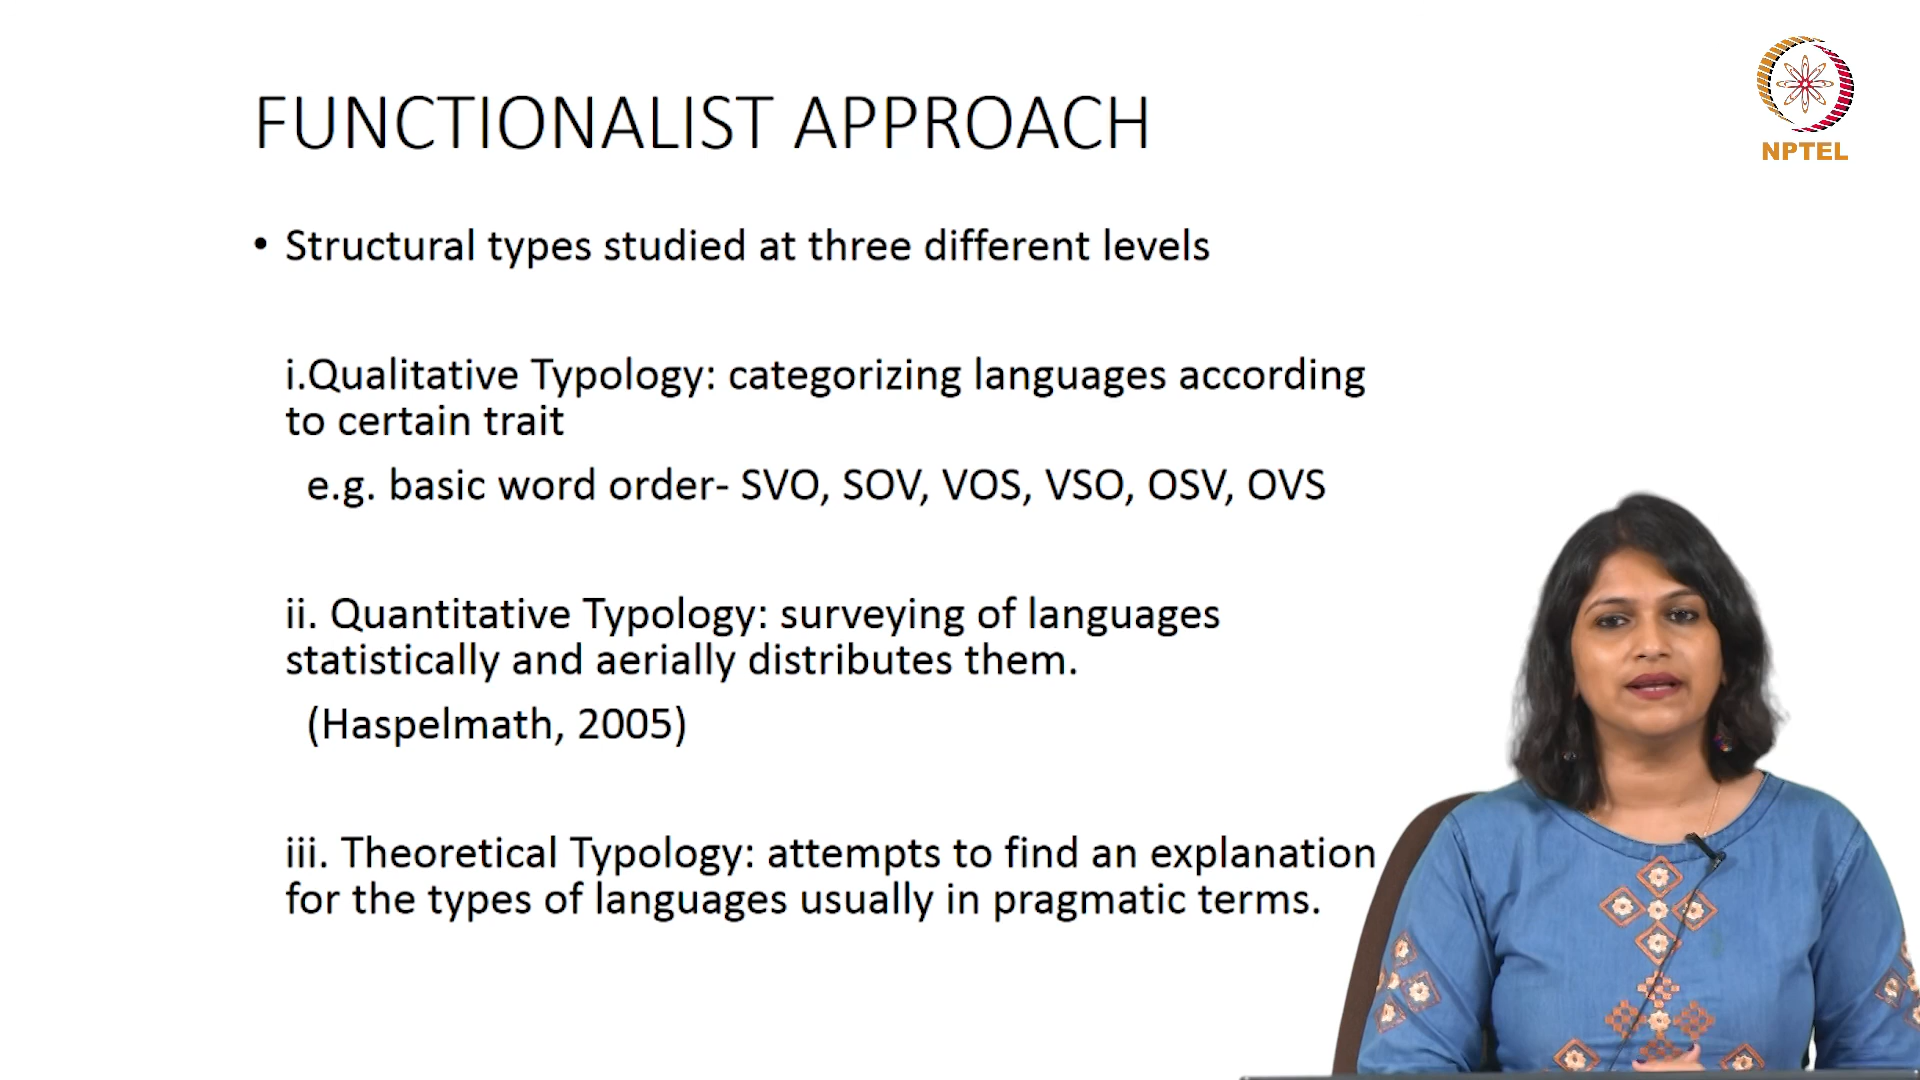 FUNCTIONALIST APPROACH
NPTEL
• Structural types studied at three different levels
i.Qualitative Typology: categorizing languages according
to certain trait
e.g. basic word order- SVO, SOV, VOS, VSO, OSV, OVS
ii. Quantitative Typology: surveying of languages
statistically and aerially distributes them.
(Haspelmath, 2005)
iii. Theoretical Typology: attempts to find an explanation
for the types of languages usually in pragmatic terms.